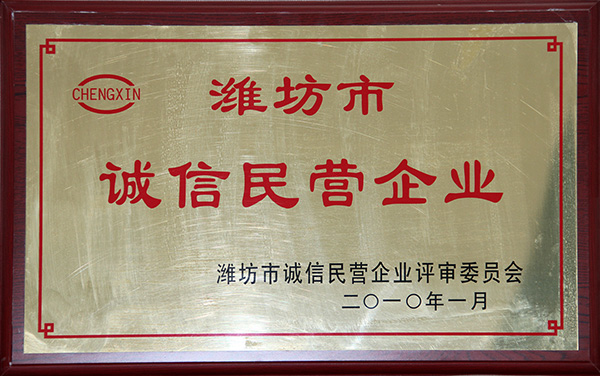 CHENGXIN
潍坊市
诚信民营企业
潍坊市诚信民营企业评审委员会
二〇一〇年一月